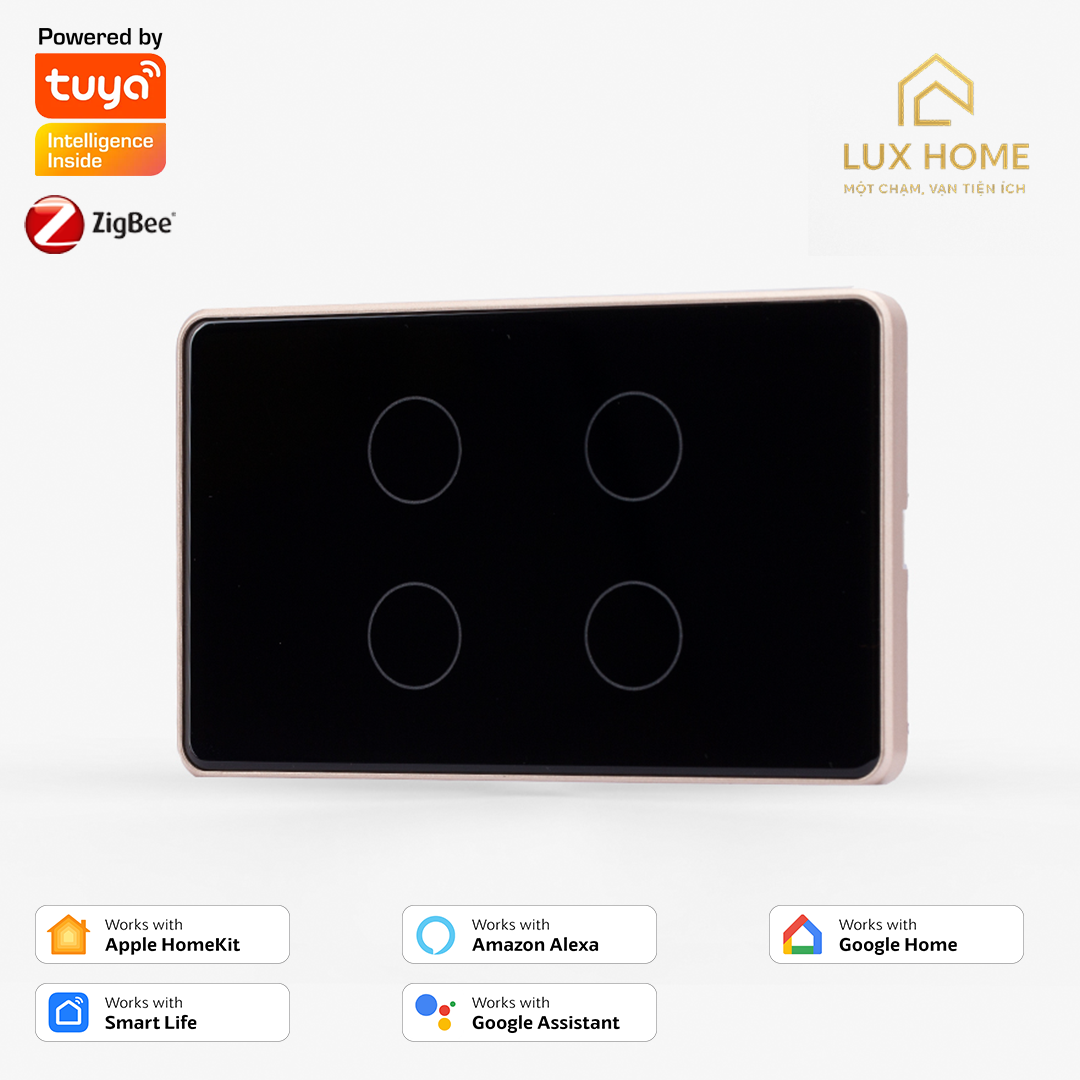 Powered by
tuya
Intelligence
Inside
ZigBee®
LUX HOME
MỘT CHẠM, VẠN TIỆN ÍCH
Works with
Apple HomeKit
Works with
Amazon Alexa
Works with
Google Home
Works with
Smart Life
Works with
Google Assistant